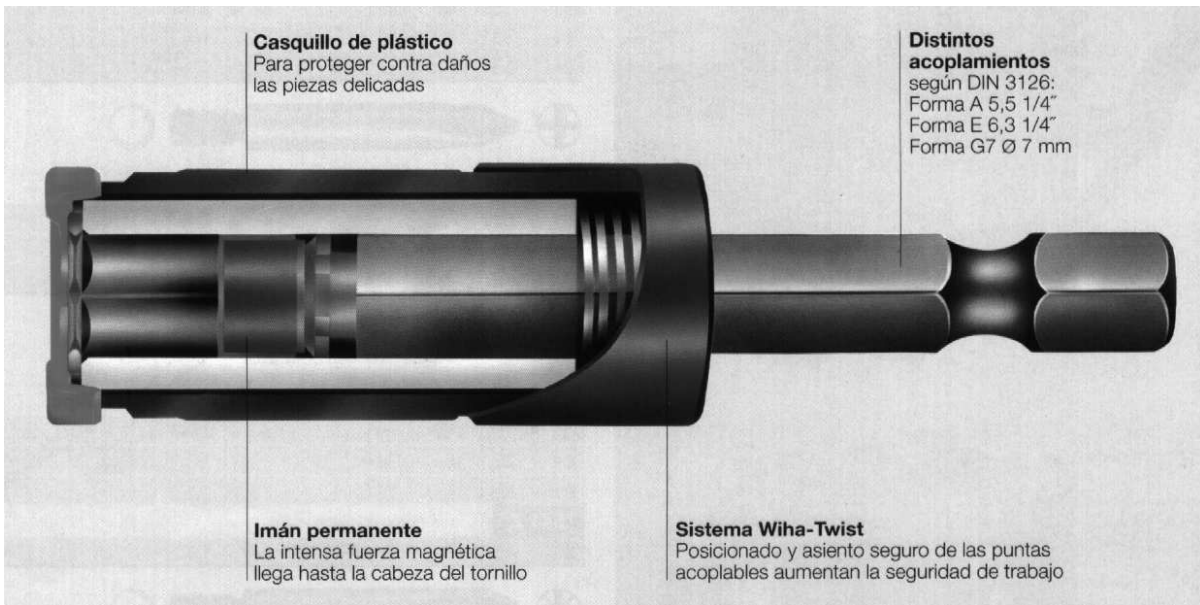 Casquillo de plástico
Para proteger contra daños
las piezas delicadas
Distintos
acoplamientos
según DIN 3126:
Forma A 5,5 1/4″
Forma E 6,3 1/4″
Forma G7 Ø 7 mm
Imán permanente
La intensa fuerza magnética
llega hasta la cabeza del tornillo
Sistema Wiha-Twist
Posicionado y asiento seguro de las puntas
acoplables aumentan la seguridad de trabajo